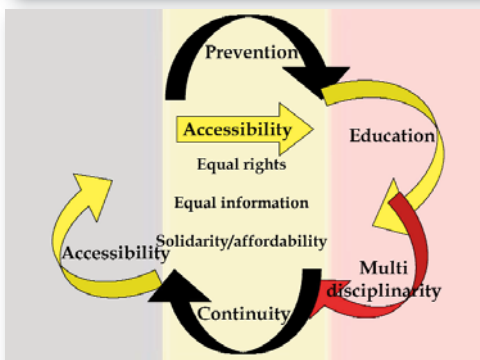 Prevention
Accessibility
Education
Equal rights
Equal information
Solidarity/affordability
Accessibility
Multi
disciplinarity
Continuity